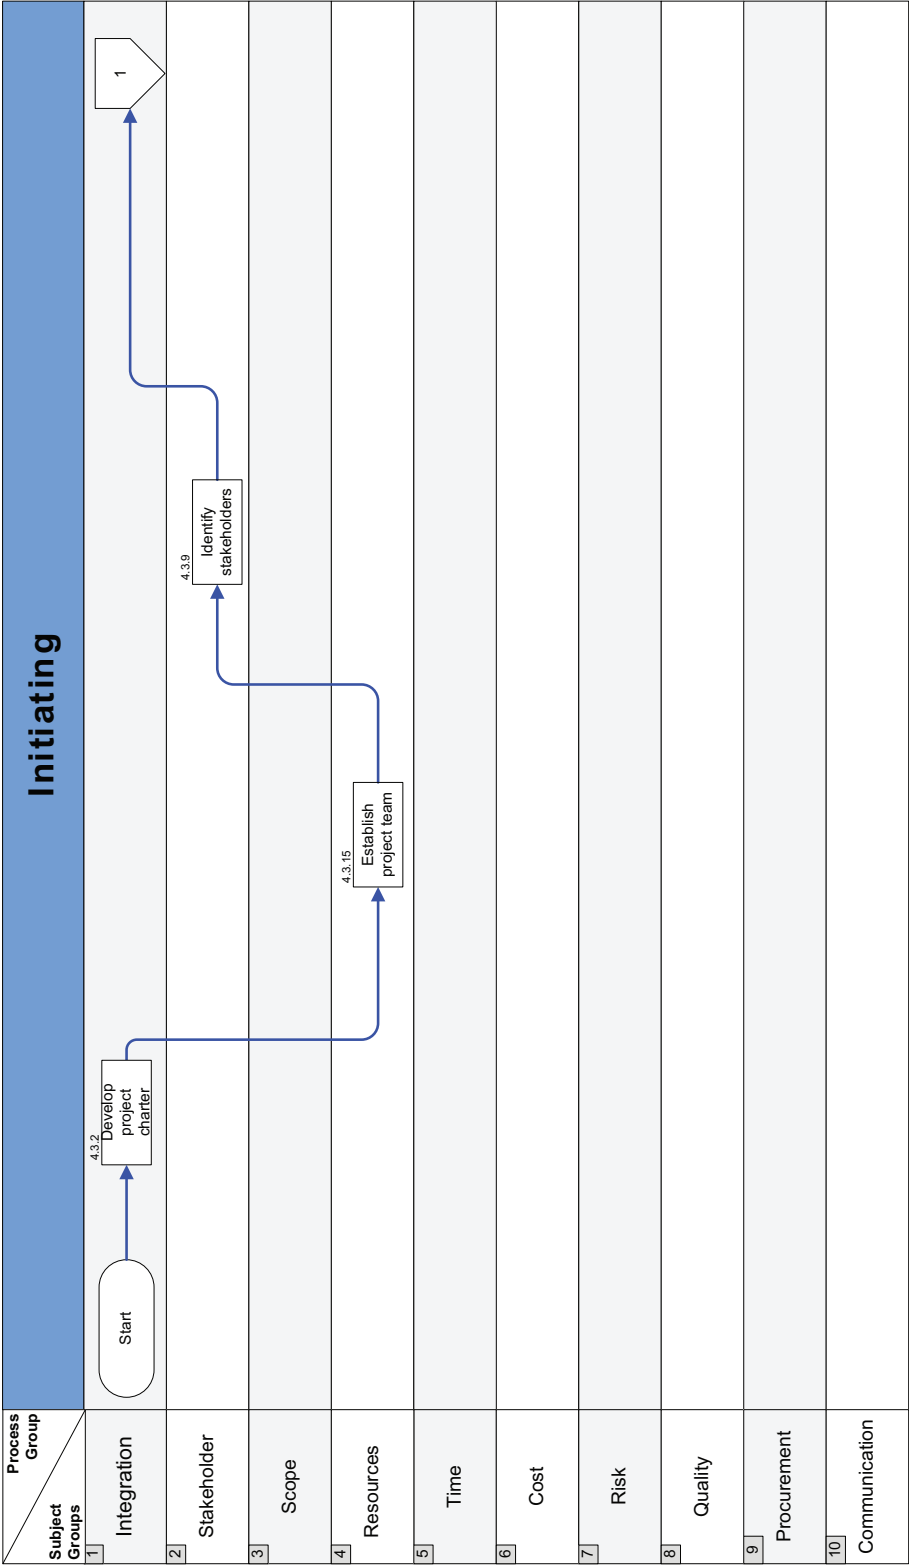 Process
Group
Subject
Groups
Initiating
1
Integration
Start
4.3.2
Develop
project
charter
1
2
Stakeholder
4.3.9
Identify
stakeholders
3
Scope
4
Resources
4.3.15
Establish
project team
5
Time
6
Cost
7
Risk
8
Quality
9
Procurement
10
Communication